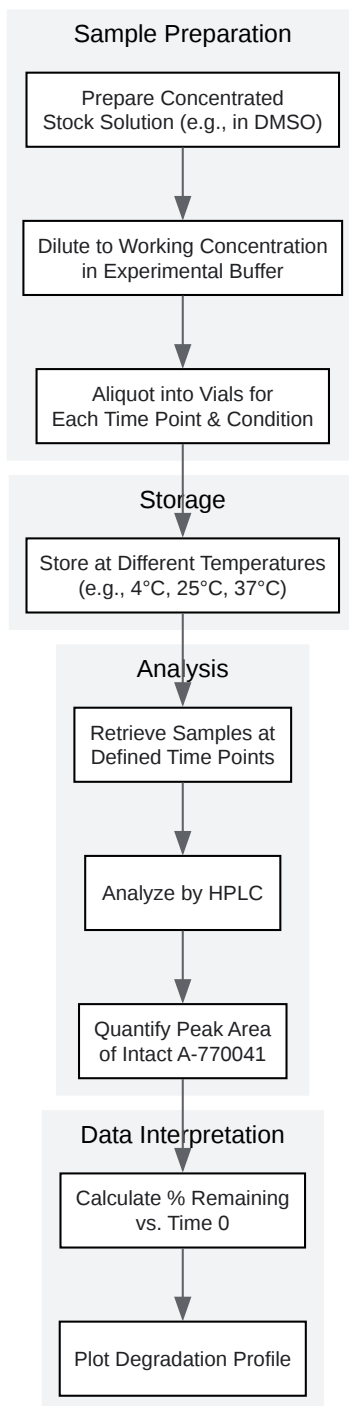 Sample Preparation
Prepare Concentrated
Stock Solution (e.g., in DMSO)
Dilute to Working Concentration
in Experimental Buffer
Aliquot into Vials for
Each Time Point & Condition
Storage
Store at Different Temperatures
(e.g., 4°C, 25°C, 37°C)
Analysis
Retrieve Samples at
Defined Time Points
Analyze by HPLC
Quantify Peak Area
of Intact A-770041
Data Interpretation
Calculate % Remaining
vs. Time 0
Plot Degradation Profile